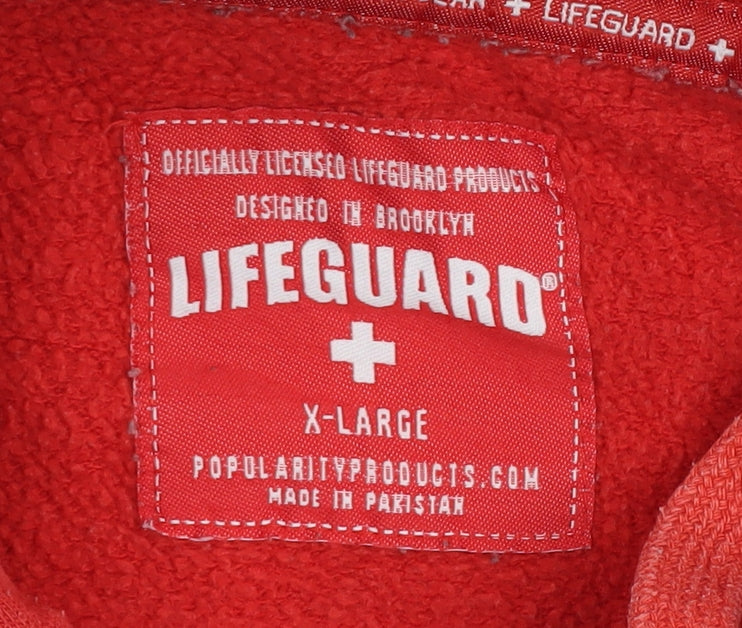 LIFEGUARD
OFFICIALLY LICENSED LIFEGUARD PRODUCTS
DESIGNED IN BROOKLYN
LIFEGUARD®
X-LARGE
POPULARITYPRODUCTS.COM
MADE IN PAKISTAN